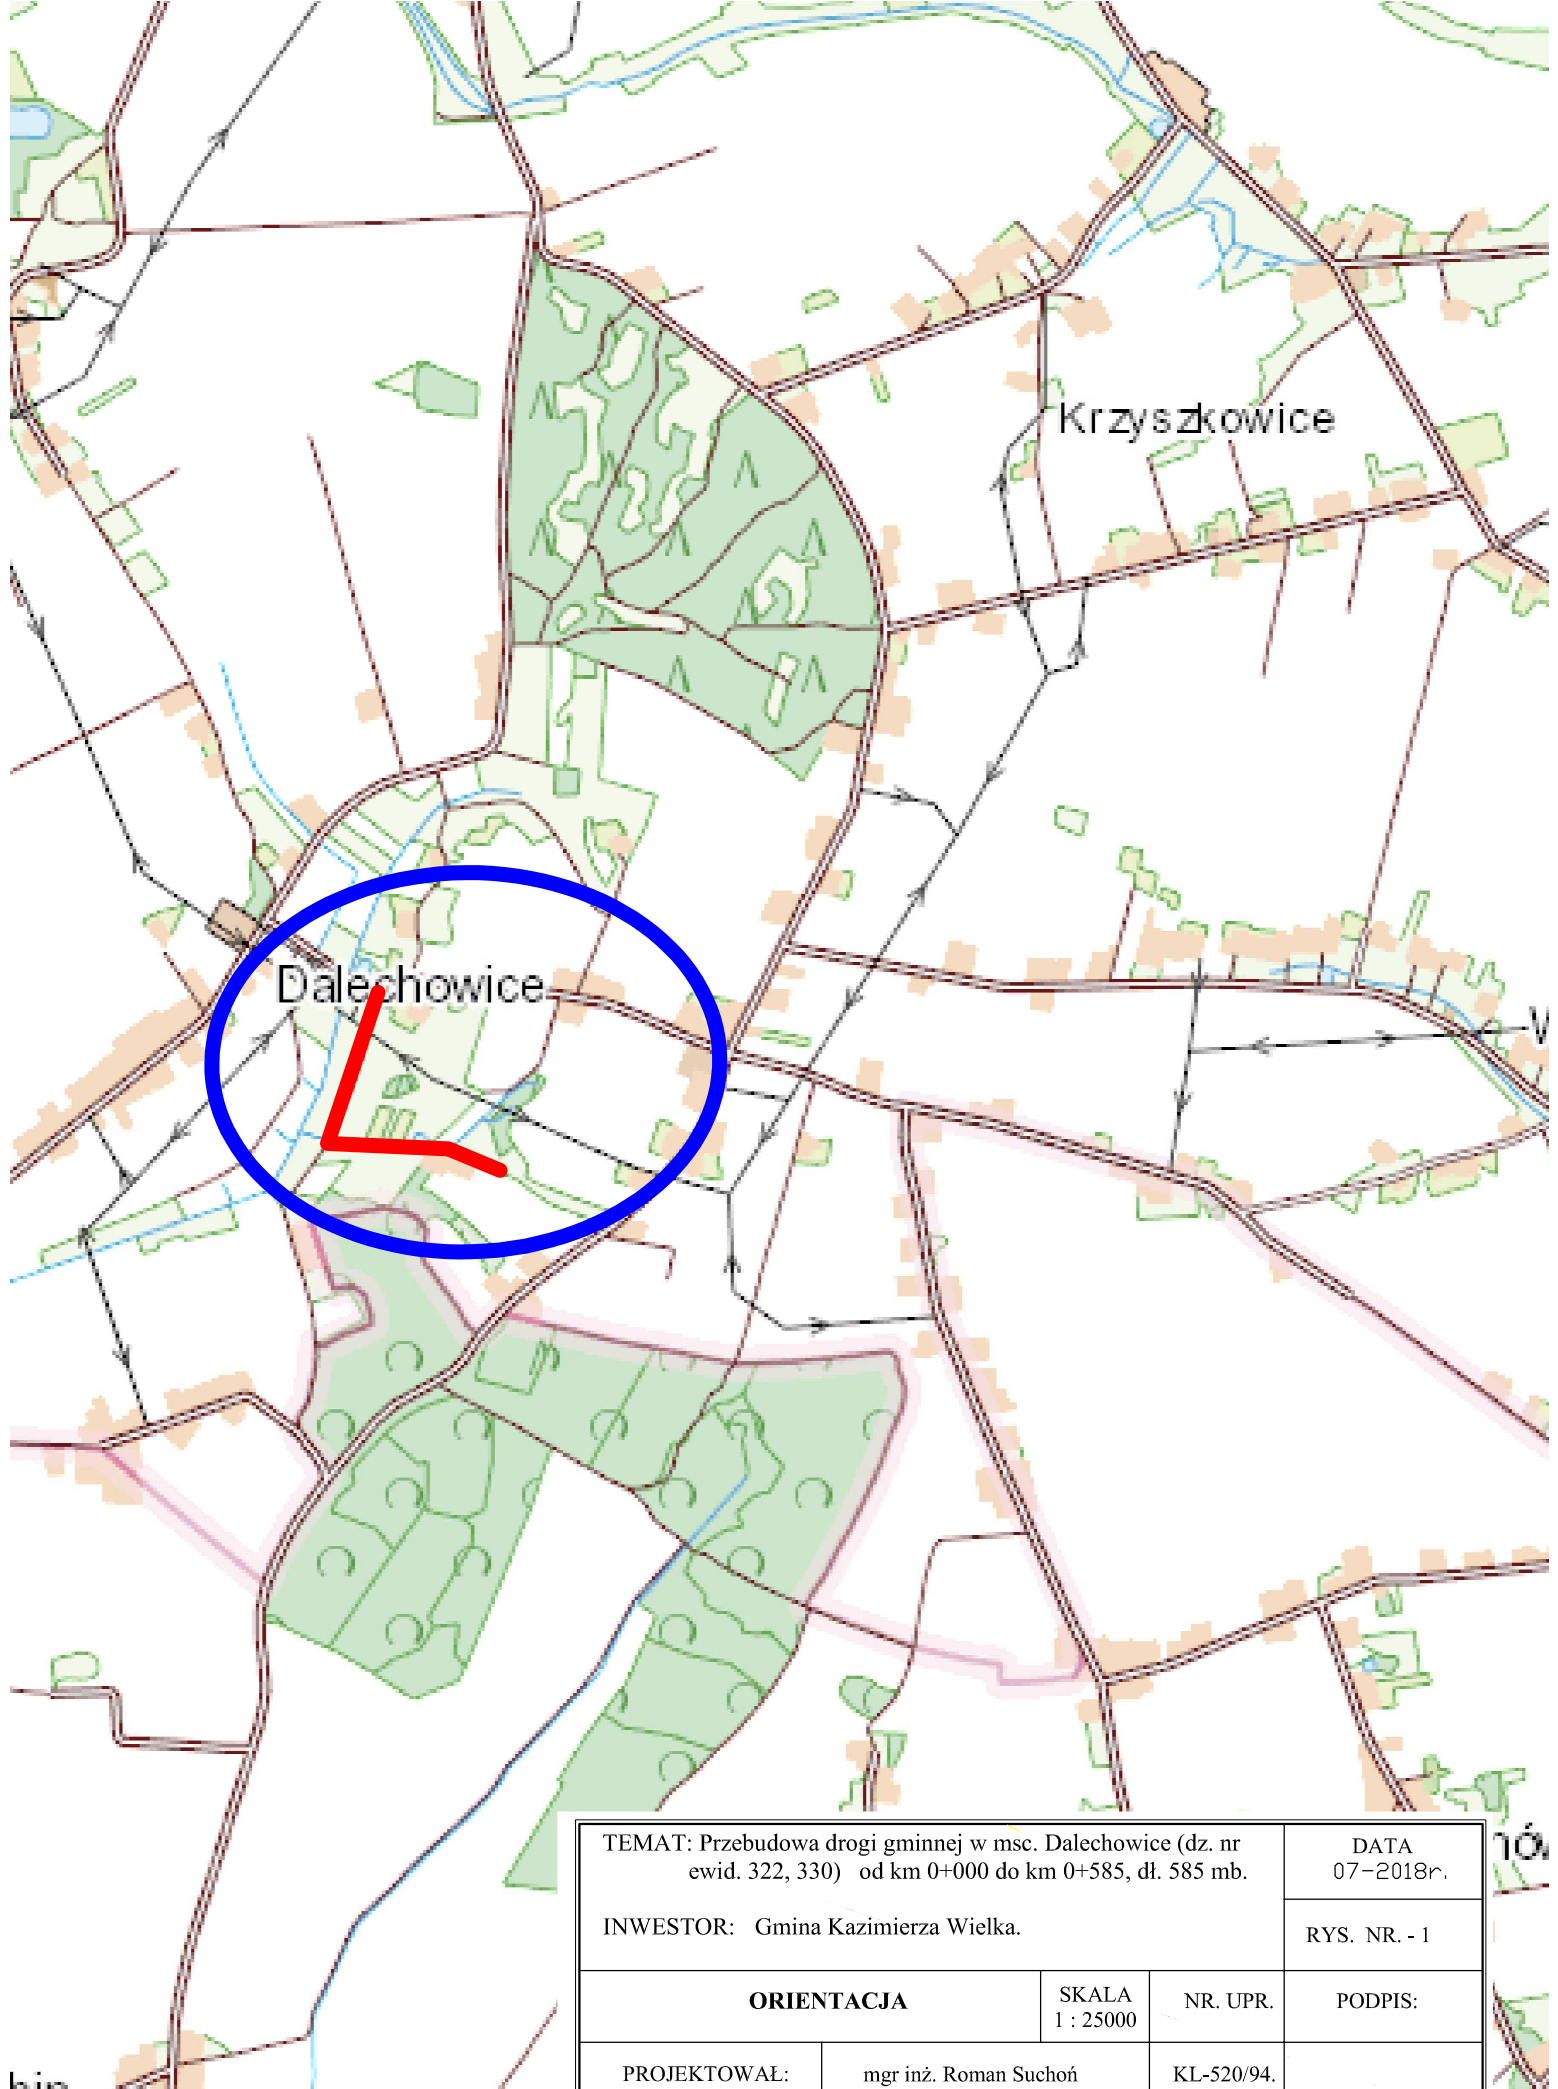 Krzyszkowice
Dalechowice
W
TEMAT: Przebudowa drogi gminnej w msc. Dalechowice (dz. nr
ewid. 322, 330) od km 0+000 do km 0+585, dł. 585 mb.
DATA
07-2018r.
INWESTOR: Gmina Kazimierza Wielka.
RYS. NR. - 1
ORIENTACJA
SKALA
1 : 25000
NR. UPR.
PODPIS:
PROJEKTOWAŁ:
mgr inż. Roman Suchoń
KL-520/94.